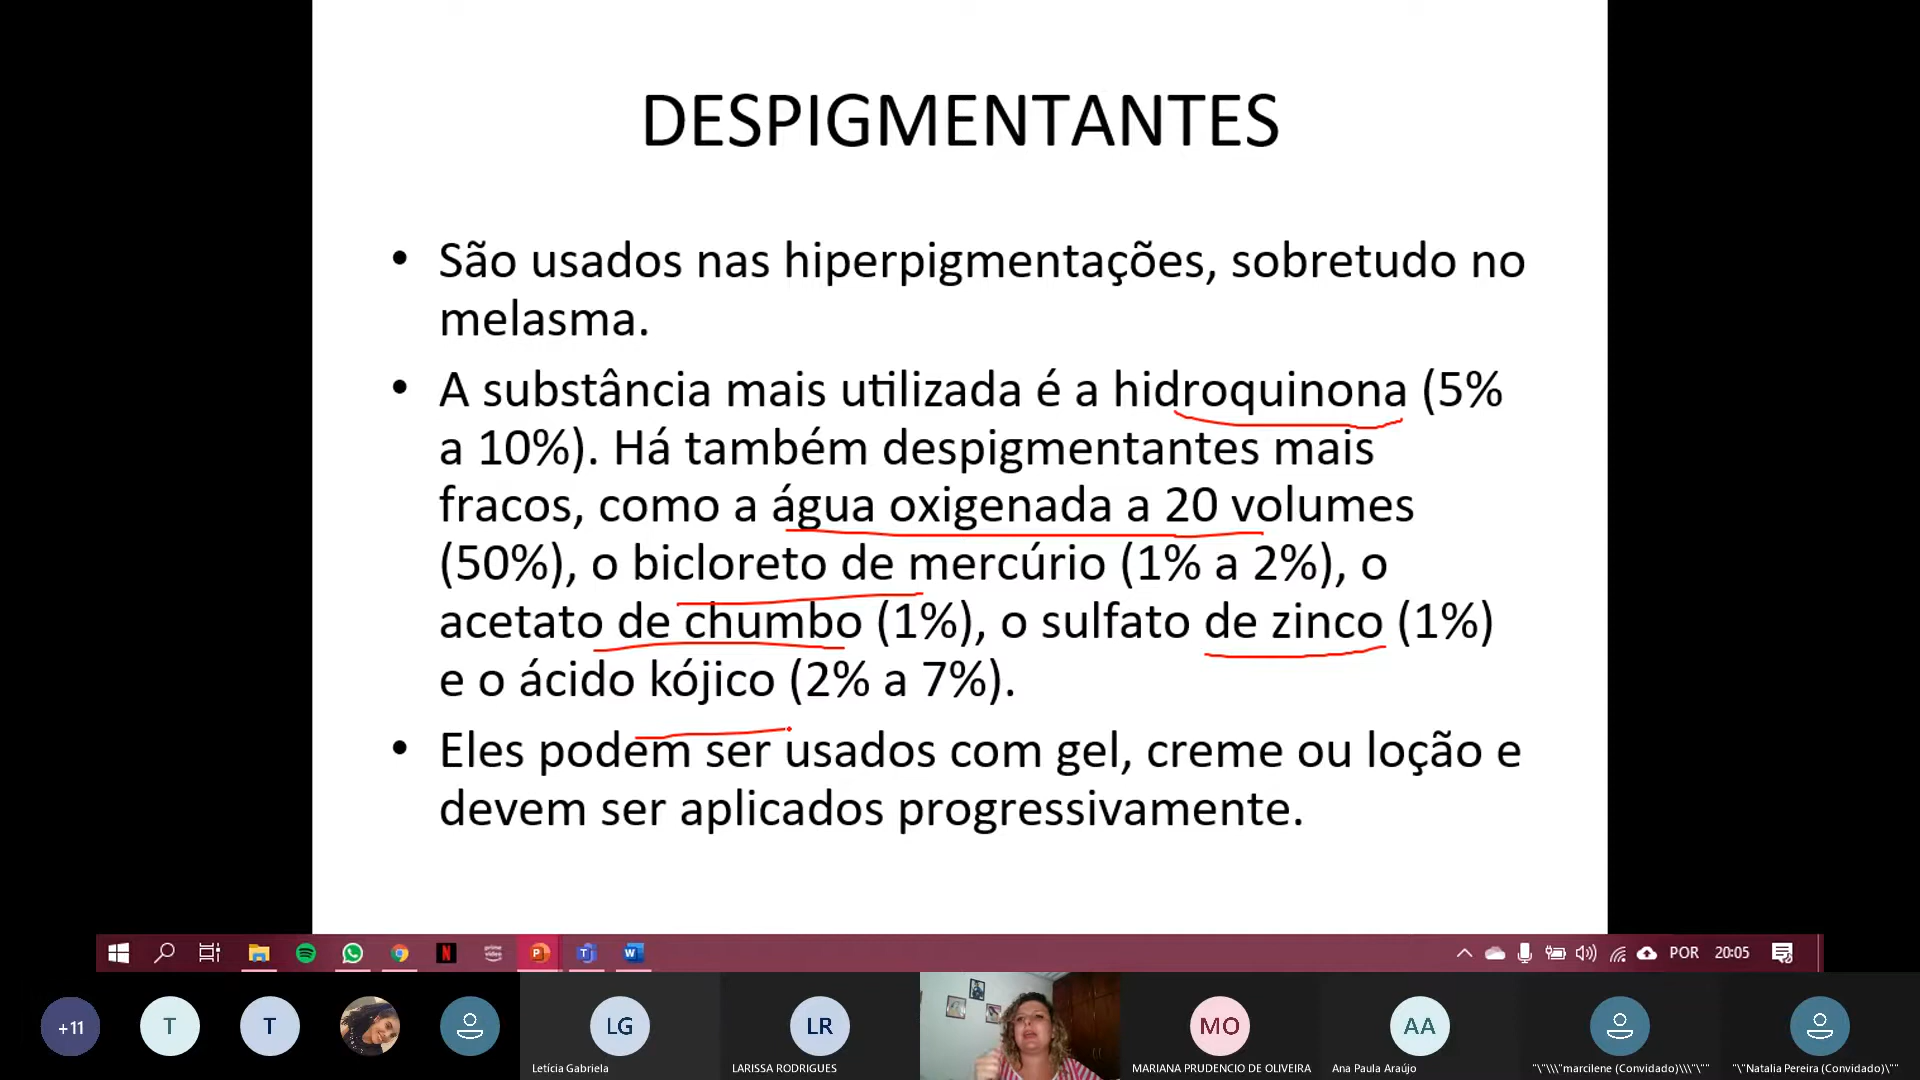 DESPIGMENTANTES
• São usados nas hiperpigmentações, sobretudo no
melasma.
• A substância mais utilizada é a hidroquinona (5%
a 10%). Há também despigmentantes mais
fracos, como a água oxigenada a 20 volumes
(50%), o bicloreto de mercúrio (1% a 2%), o
acetato de chumbo (1%), o sulfato de zinco (1%)
e o ácido kójico (2% a 7%).
• Eles podem ser usados com gel, creme ou loção e
devem ser aplicados progressivamente.
POR 20:05
+11 T T LG LR MO AA
Letícia Gabriela
LARISSA RODRIGUES
MARIANA PRUDENCIO DE OLIVEIRA
Ana Paula Araújo
"\"\\\"marcilene (Convidado)\\\"\""
"\"Natalia Pereira (Convidado)\""